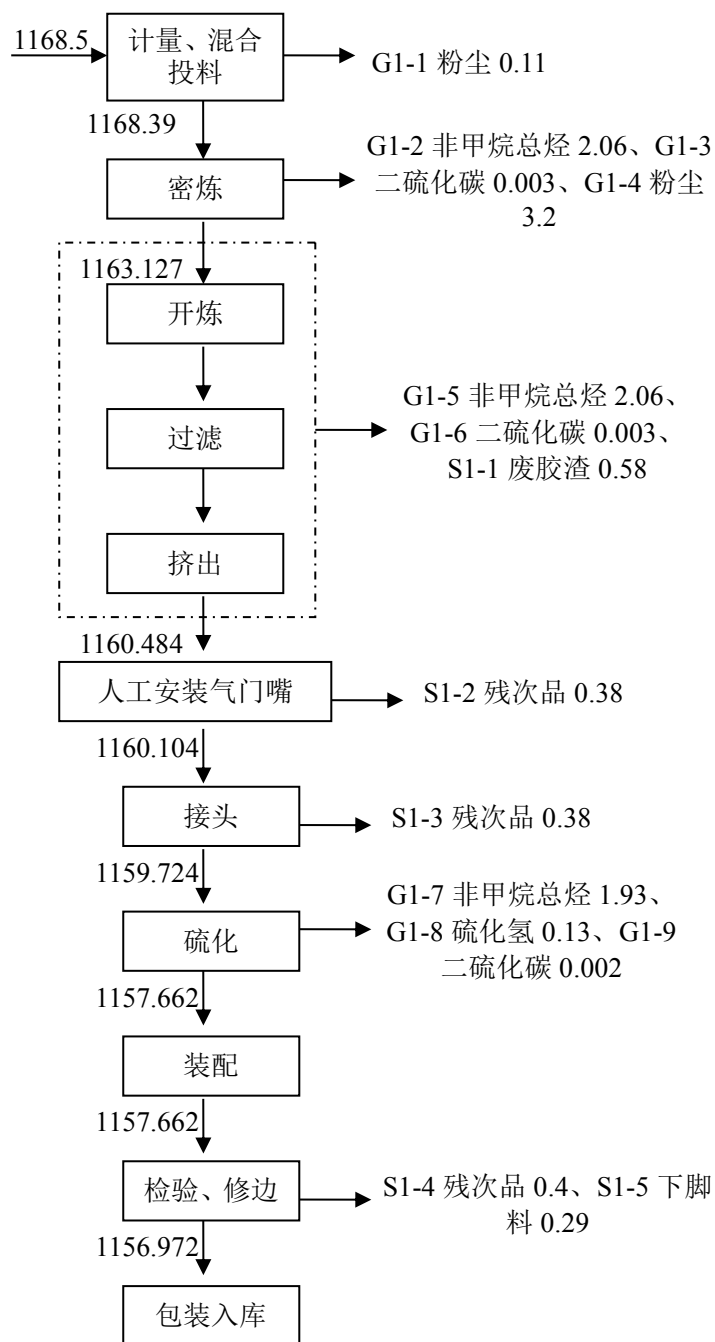 1168.5
计量、混合
投料
G1-1 粉尘 0.11
1168.39
G1-2 非甲烷总烃 2.06、G1-3
二硫化碳 0.003、G1-4 粉尘
3.2
密炼
1163.127
开炼
过滤
G1-5 非甲烷总烃 2.06、
G1-6 二硫化碳 0.003、
S1-1 废胶渣 0.58
挤出
1160.484
人工安装气门嘴
S1-2 残次品 0.38
1160.104
接头
S1-3 残次品 0.38
1159.724
硫化
G1-7 非甲烷总烃 1.93、
G1-8 硫化氢 0.13、G1-9
二硫化碳 0.002
1157.662
装配
1157.662
检验、修边
S1-4 残次品 0.4、S1-5 下脚
料 0.29
1156.972
包装入库